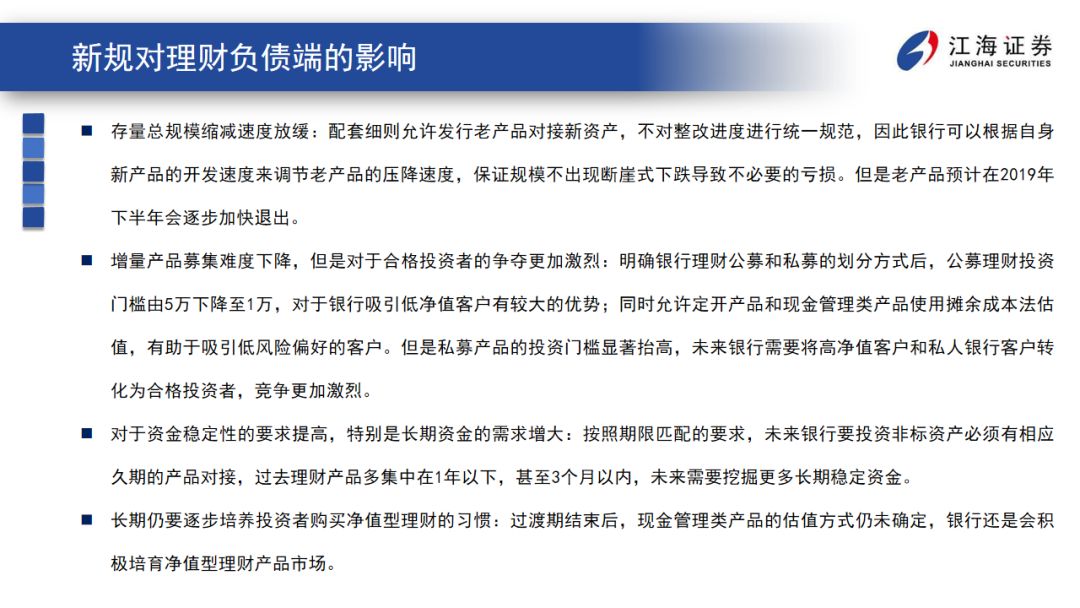 新规对理财负债端的影响
江海证券
JIANGHAI SECURITIES
■ 存量总规模缩减速度放缓：配套细则允许发行老产品对接新资产，不对整改进度进行统一规范，因此银行可以根据自身
新产品的开发速度来调节老产品的压降速度，保证规模不出现断崖式下跌导致不必要的亏损。但是老产品预计在2019年
下半年会逐步加快退出。
■ 增量产品募集难度下降，但是对于合格投资者的争夺更加激烈：明确银行理财公募和私募的划分方式后，公募理财投资
门槛由5万下降至1万，对于银行吸引低净值客户有较大的优势；同时允许定开产品和现金管理类产品使用摊余成本法估
值，有助于吸引低风险偏好的客户。但是私募产品的投资门槛显著抬高，未来银行需要将高净值客户和私人银行客户转
化为合格投资者，竞争更加激烈。
■ 对于资金稳定性的要求提高，特别是长期资金的需求增大：按照期限匹配的要求，未来银行要投资非标资产必须有相应
久期的产品对接，过去理财产品多集中在1年以下，甚至3个月以内，未来需要挖掘更多长期稳定资金。
■ 长期仍要逐步培养投资者购买净值型理财的习惯：过渡期结束后，现金管理类产品的估值方式仍未确定，银行还是会积
极培育净值型理财产品市场。